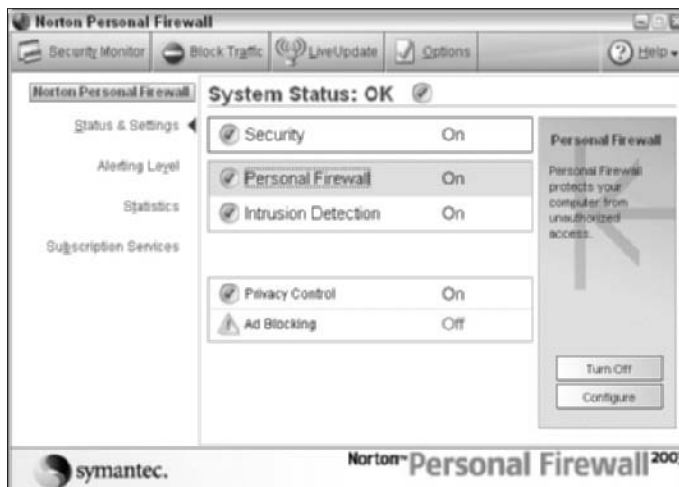 Norton Personal Firewall
Security Monitor Block Traffic LiveUpdate Options Help
Norton Personal Firewall
Status & Settings
Alerting Level
Statistics
Subscription Services
System Status: OK
Security On
Personal Firewall On
Intrusion Detection On
Privacy Control On
Ad Blocking Off
Personal Firewall
Personal Firewall
protects your
computer from
unauthorized
access.
Turn Off
Configure
symantec.
Norton™ Personal Firewall 200